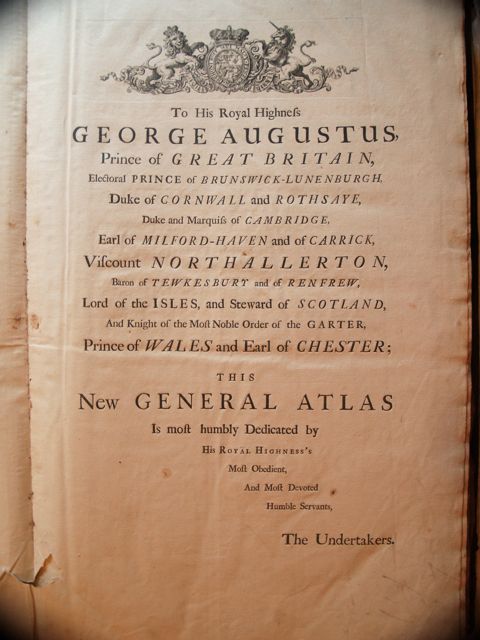 To His Royal Highneſs
GEORGE AUGUSTUS,
Prince of GREAT BRITAIN,
Electoral PRINCE of BRUNSWICK-LUNENBURGH,
Duke of CORNWALL and ROTHSAYE,
Duke and Marquiſs of CAMBRIDGE,
Earl of MILFORD-HAVEN and of CARRICK,
Viſcount NORTHALLERTON,
Baron of TEWKESBURY and of RENFREW,
Lord of the ISLES, and Steward of SCOTLAND,
And Knight of the Moſt Noble Order of the GARTER,
Prince of WALES and Earl of CHESTER;
THIS
New GENERAL ATLAS
Is moſt humbly Dedicated by
His ROYAL HIGHNESS'S
Moſt Obedient,
And Moſt Devoted
Humble Servants,
The Undertakers.